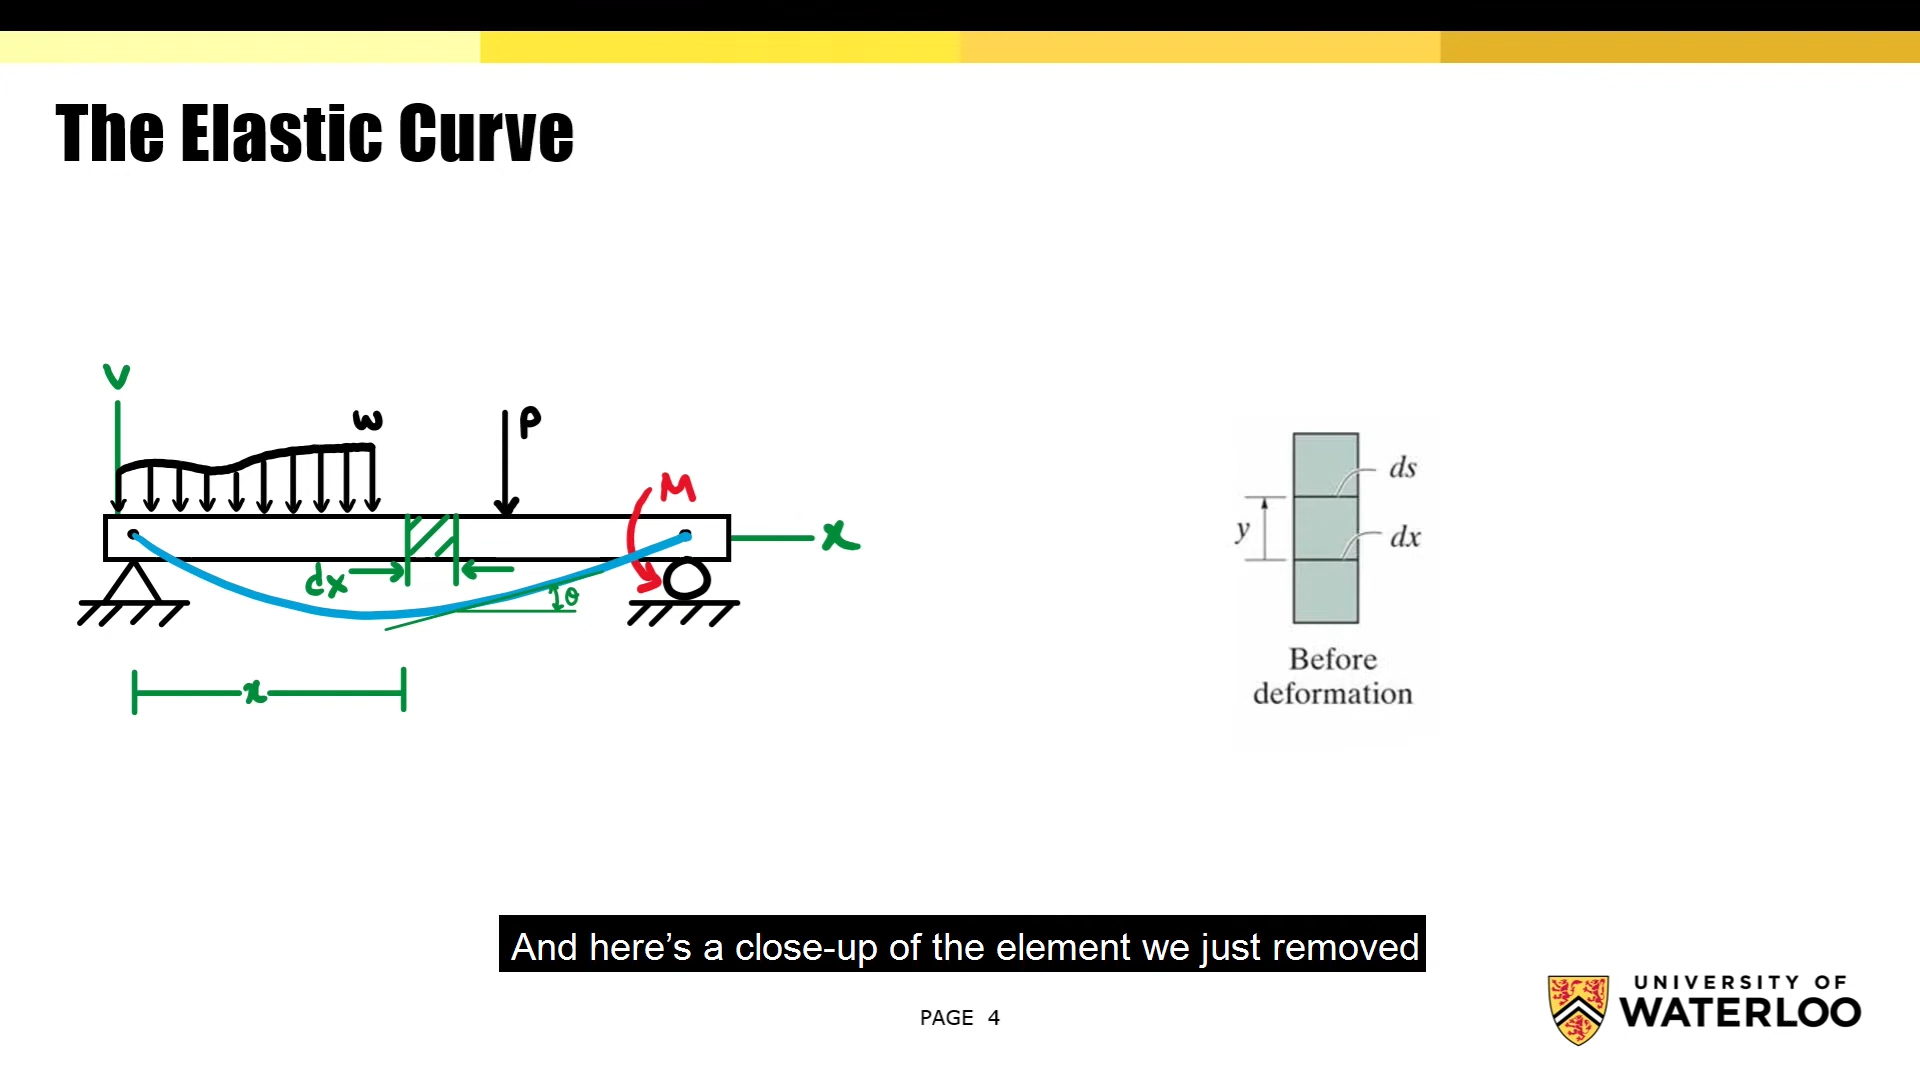 The Elastic Curve
v
w
P
M
x
dx
θ
x
ds
y
dx
Before
deformation
And here's a close-up of the element we just removed
PAGE 4
UNIVERSITY OF
WATERLOO